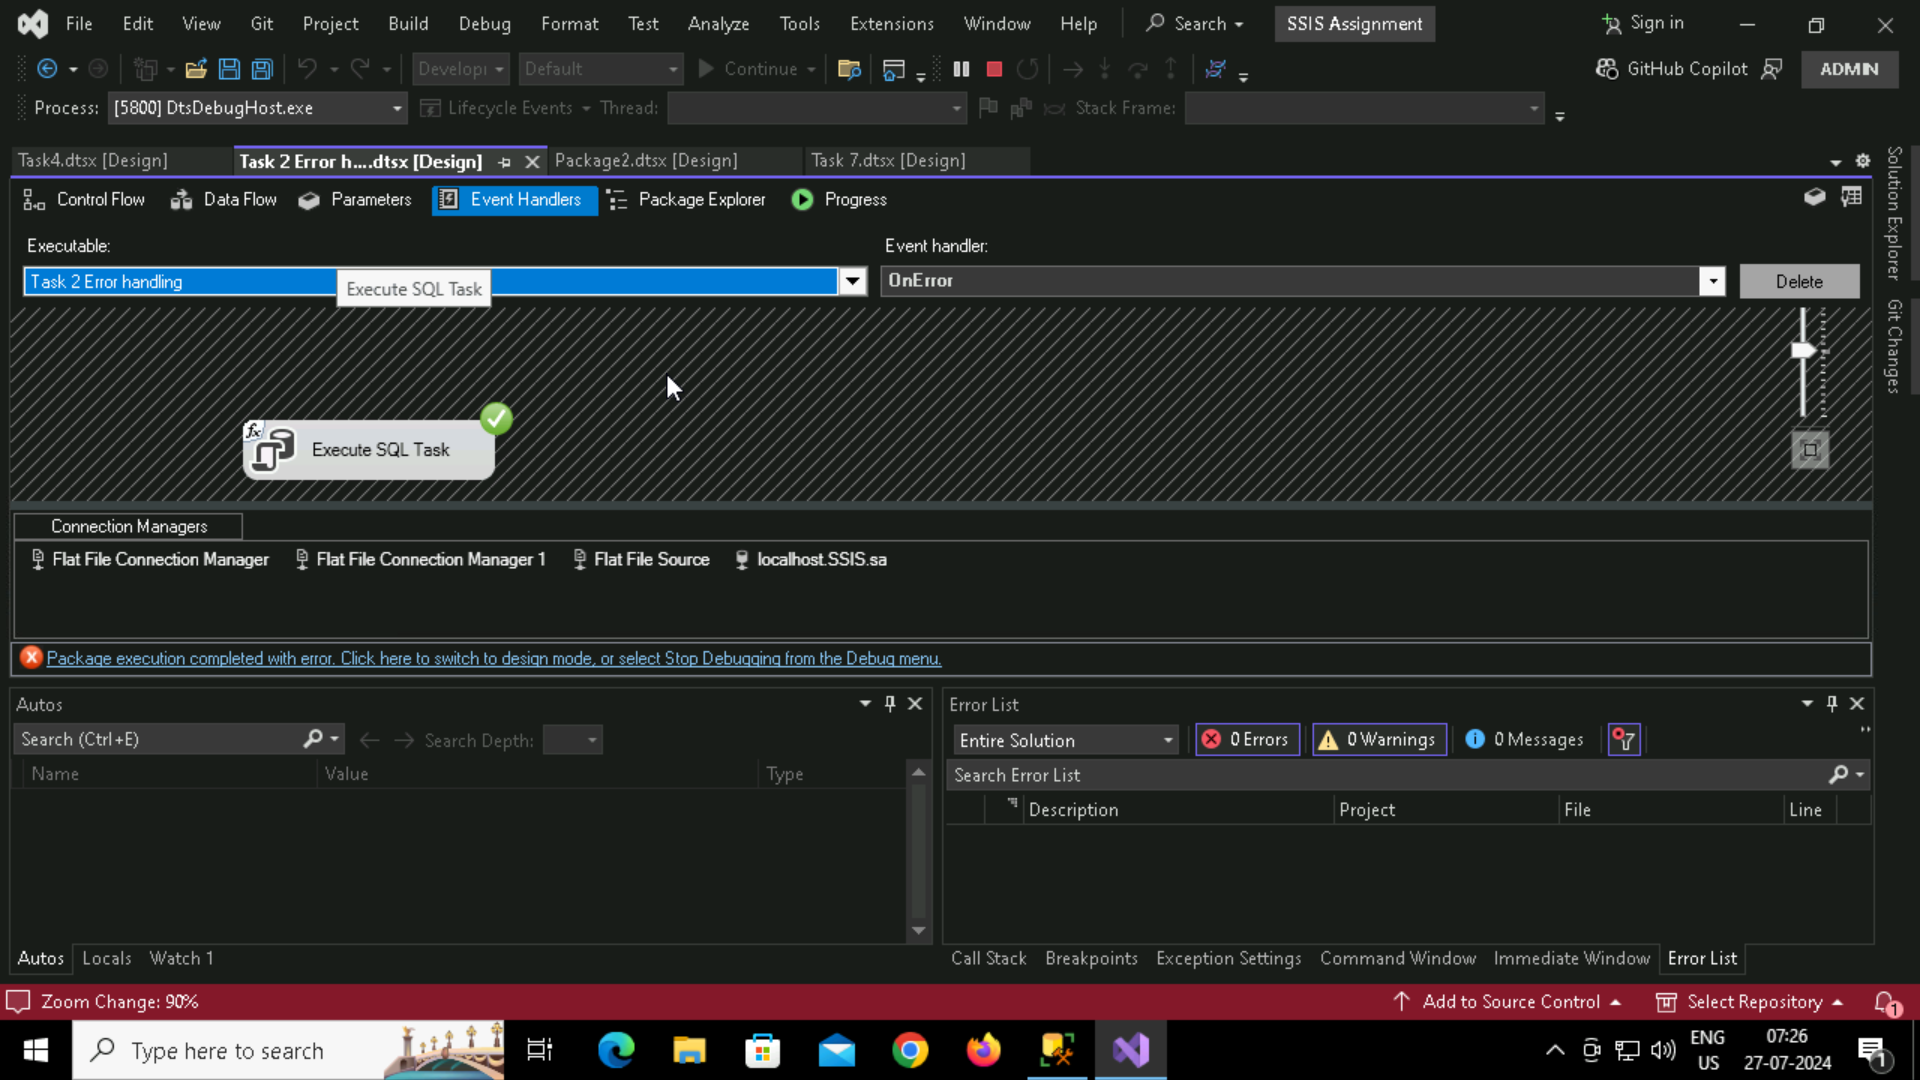 File Edit View Git Project Build Debug Format Test Analyze Tools Extensions Window Help Search SSIS Assignment Sign in
Developi Default Continue GitHub Copilot ADMIN
Process: [5800] DtsDebugHost.exe Lifecycle Events Thread: Stack Frame:
Task4.dtsx [Design] Task 2 Error h....dtsx [Design] Package2.dtsx [Design] Task 7.dtsx [Design]
Control Flow Data Flow Parameters Event Handlers Package Explorer Progress
Executable: Event handler:
Task 2 Error handling Execute SQL Task OnError Delete
fx Execute SQL Task
Connection Managers
Flat File Connection Manager Flat File Connection Manager 1 Flat File Source localhost.SSIS.sa
Package execution completed with error. Click here to switch to design mode, or select Stop Debugging from the Debug menu.
Solution Explorer
Git Changes
Autos
Search (Ctrl+E) Search Depth:
Name Value Type
Autos Locals Watch 1
Error List
Entire Solution 0 Errors 0 Warnings 0 Messages
Search Error List
Description Project File Line
Call Stack Breakpoints Exception Settings Command Window Immediate Window Error List
Zoom Change: 90% Add to Source Control Select Repository 1
Type here to search
ENG
US
07:26
27-07-2024
1